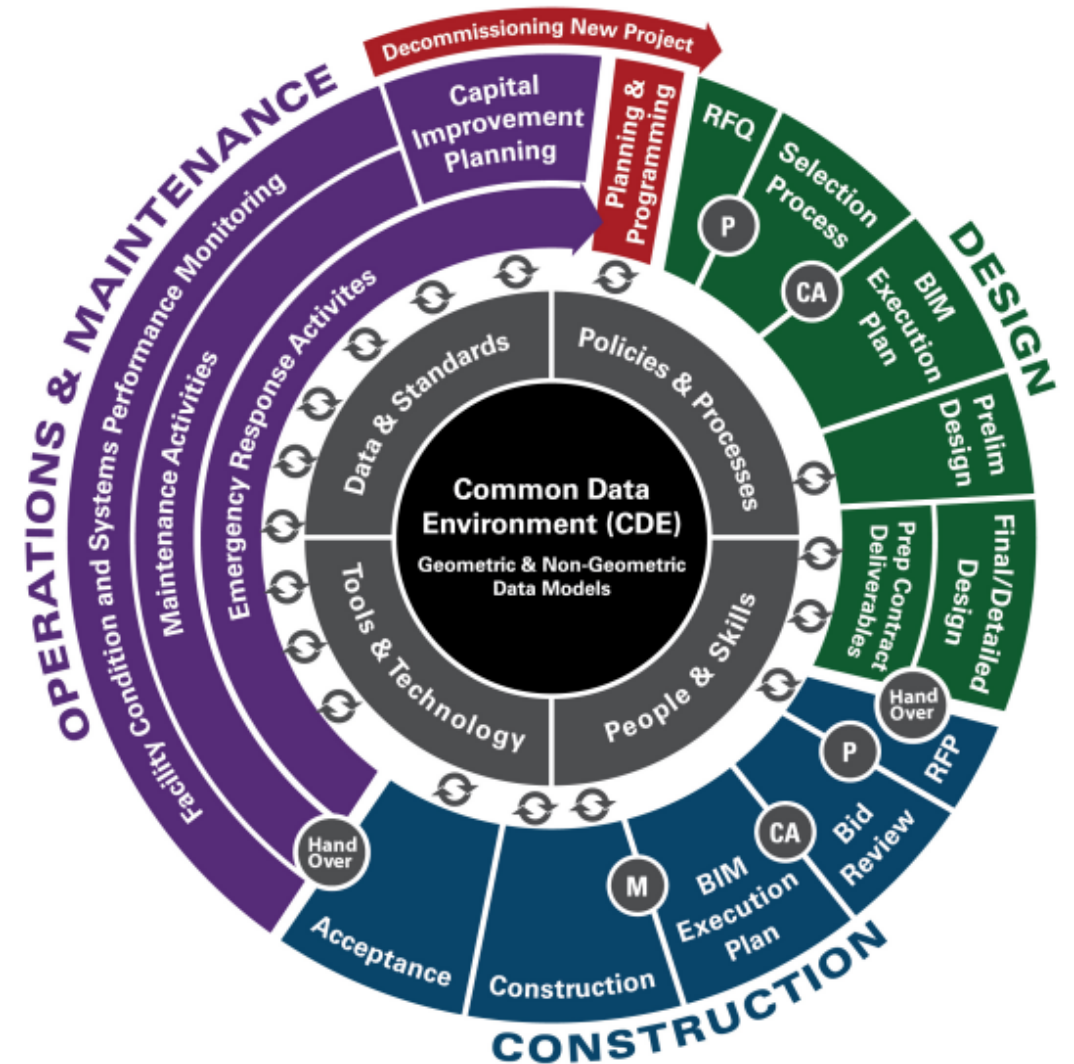 Decommissioning New Project
Planning &
Programming
DESIGN
RFQ
P
Selection
Process
CA
BIM
Execution
Plan
Prelim
Design
Final/Detailed
Design
Prep Contract
Deliverables
Hand
Over
CONSTRUCTION
RFP
P
Bid
Review
CA
BIM
Execution
Plan
M
Construction
Acceptance
Hand
Over
OPERATIONS & MAINTENANCE
Facility Condition and Systems Performance Monitoring
Maintenance Activities
Emergency Response Activites
Capital
Improvement
Planning
Data & Standards
Policies & Processes
People & Skills
Tools & Technology
Common Data
Environment (CDE)
Geometric & Non-Geometric
Data Models